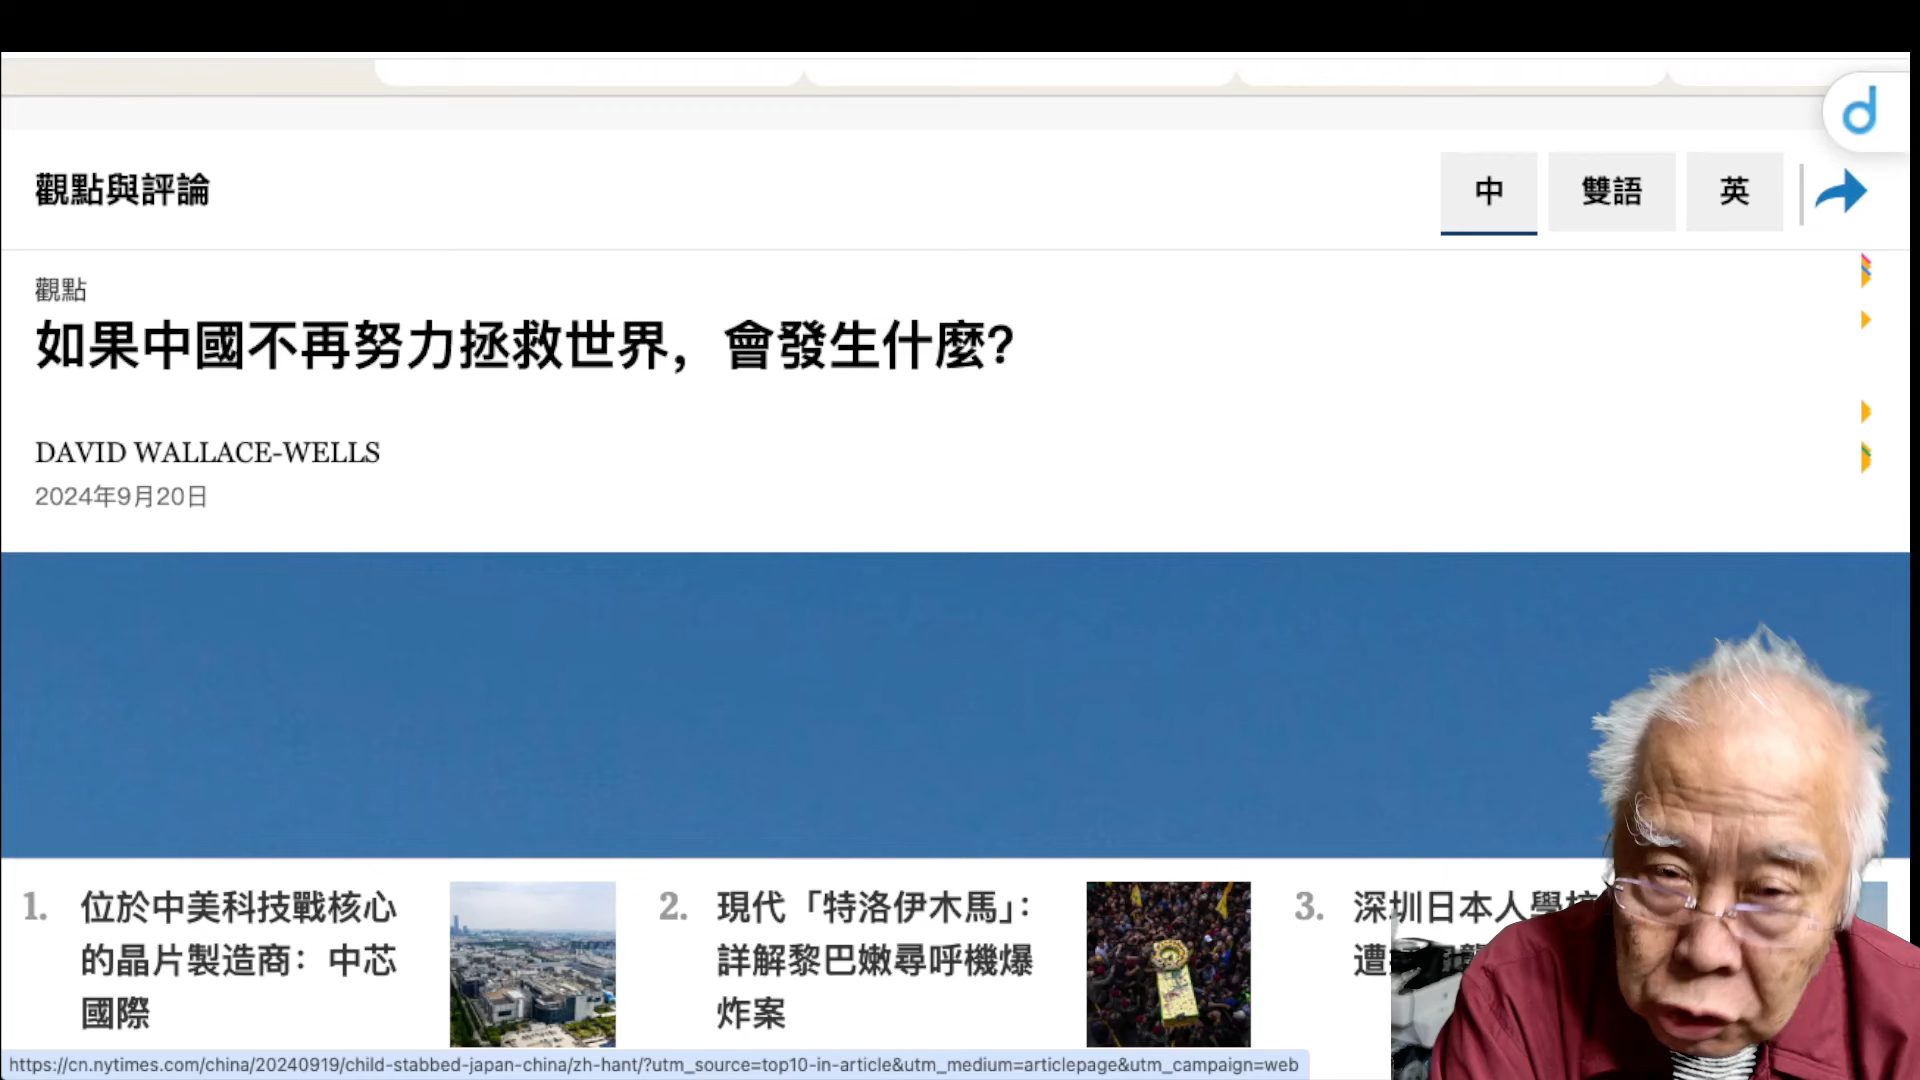 觀點與評論
中
雙語
英
觀點
如果中國不再努力拯救世界，會發生什麼?
DAVID WALLACE-WELLS
2024年9月20日
1.
位於中美科技戰核心
的晶片製造商：中芯
國際
2.
現代「特洛伊木馬」：
詳解黎巴嫩尋呼機爆
炸案
3.
深圳日本人學校
遭
https://cn.nytimes.com/china/20240919/child-stabbed-japan-china/zh-hant/?utm_source=top10-in-article&utm_medium=articlepage&utm_campaign=web